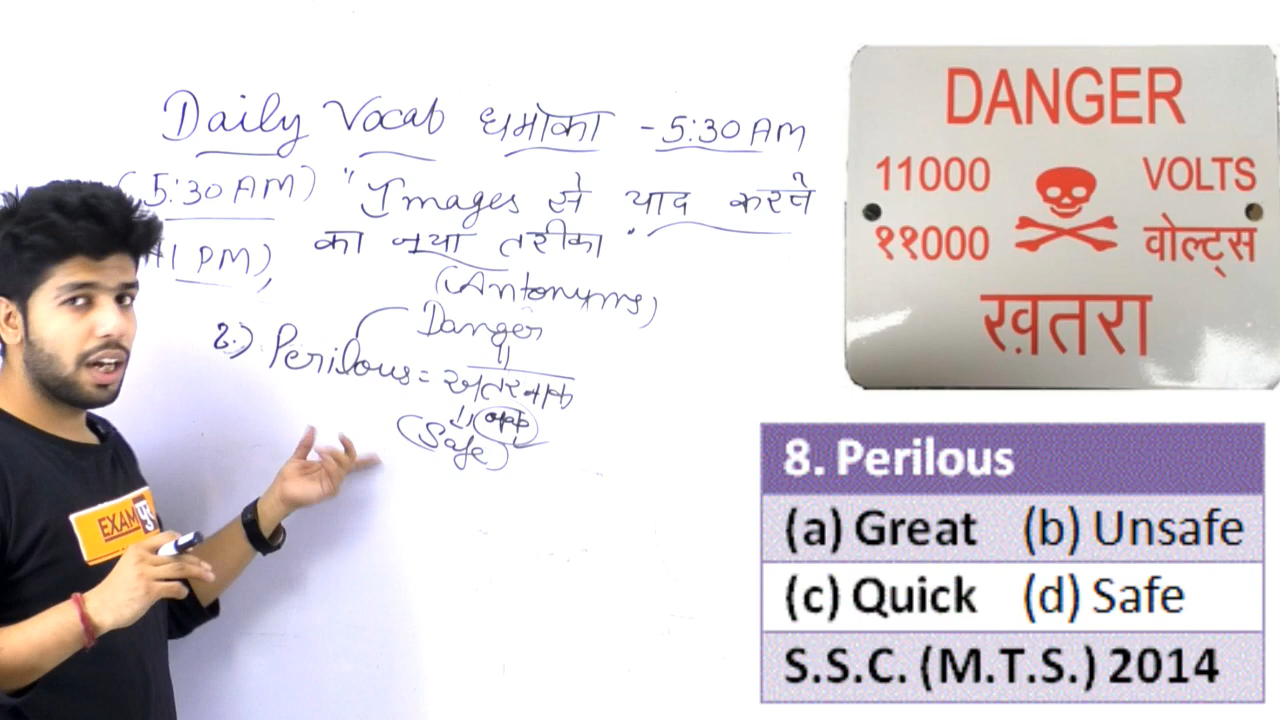 Daily Vocab धमाका - 5:30 AM
(5:30 AM) "Images से याद करने
PM), का नया तरीका"
(Antonyms)
Danger
8.) Perilous = खतरनाक
(Safe)
EXAM
DANGER
11000 VOLTS
११००० वोल्ट्स
ख़तरा
8. Perilous
(a) Great (b) Unsafe
(c) Quick (d) Safe
S.S.C. (M.T.S.) 2014